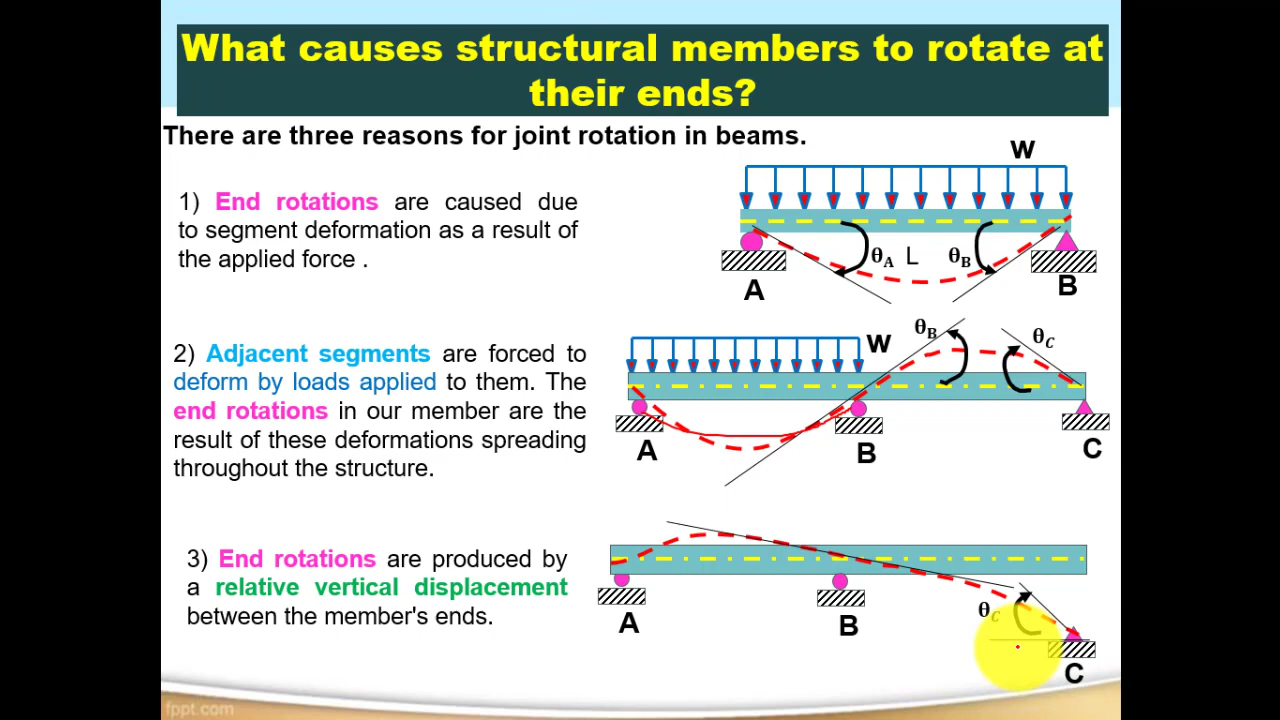 What causes structural members to rotate at
their ends?
There are three reasons for joint rotation in beams.
W
1) End rotations are caused due
to segment deformation as a result of
the applied force .
θA L θB
A
B
θB
θC
W
2) Adjacent segments are forced to
deform by loads applied to them. The
end rotations in our member are the
result of these deformations spreading
throughout the structure.
A
B
C
3) End rotations are produced by
a relative vertical displacement
between the member's ends.
θC
A
B
C
fppt.com